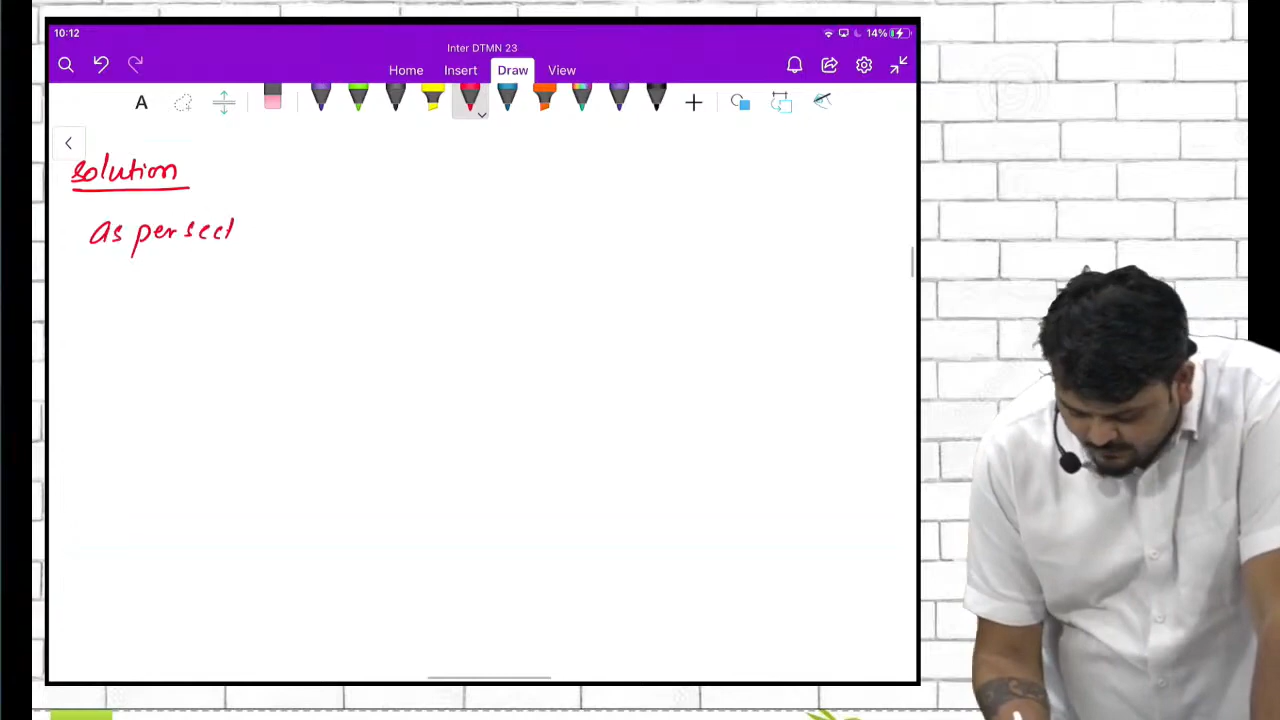 10:12
14%
Inter DTMN 23
Home Insert Draw View
A
solution
as per sect